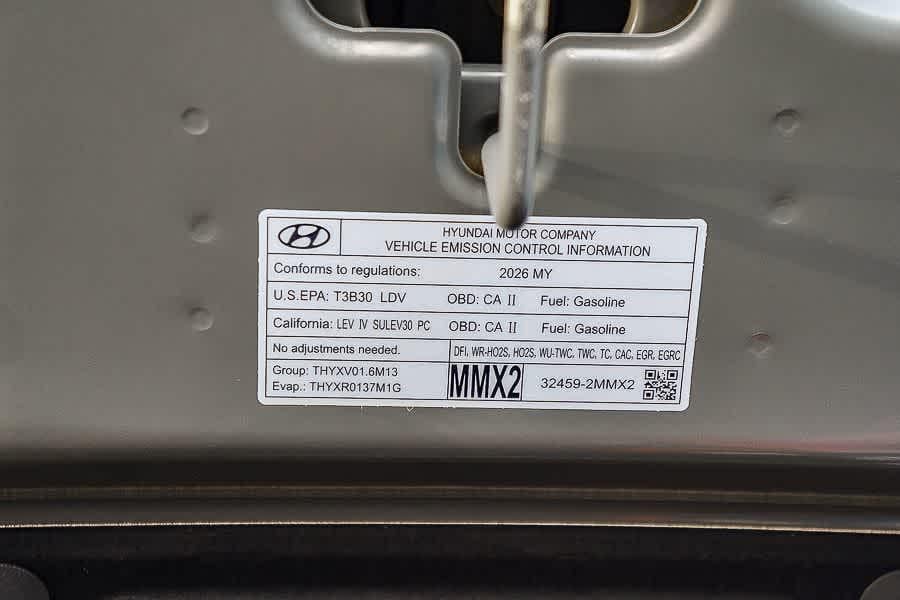 HYUNDAI MOTOR COMPANY
VEHICLE EMISSION CONTROL INFORMATION
Conforms to regulations: 2026 MY
U.S.EPA: T3B30 LDV OBD: CA II Fuel: Gasoline
California: LEV IV SULEV30 PC OBD: CA II Fuel: Gasoline
No adjustments needed. DFI, WR-HO2S, HO2S, WU-TWC, TWC, TC, CAC, EGR, EGRC
Group: THYXV01.6M13
Evap.: THYXR0137M1G
MMX2 32459-2MMX2